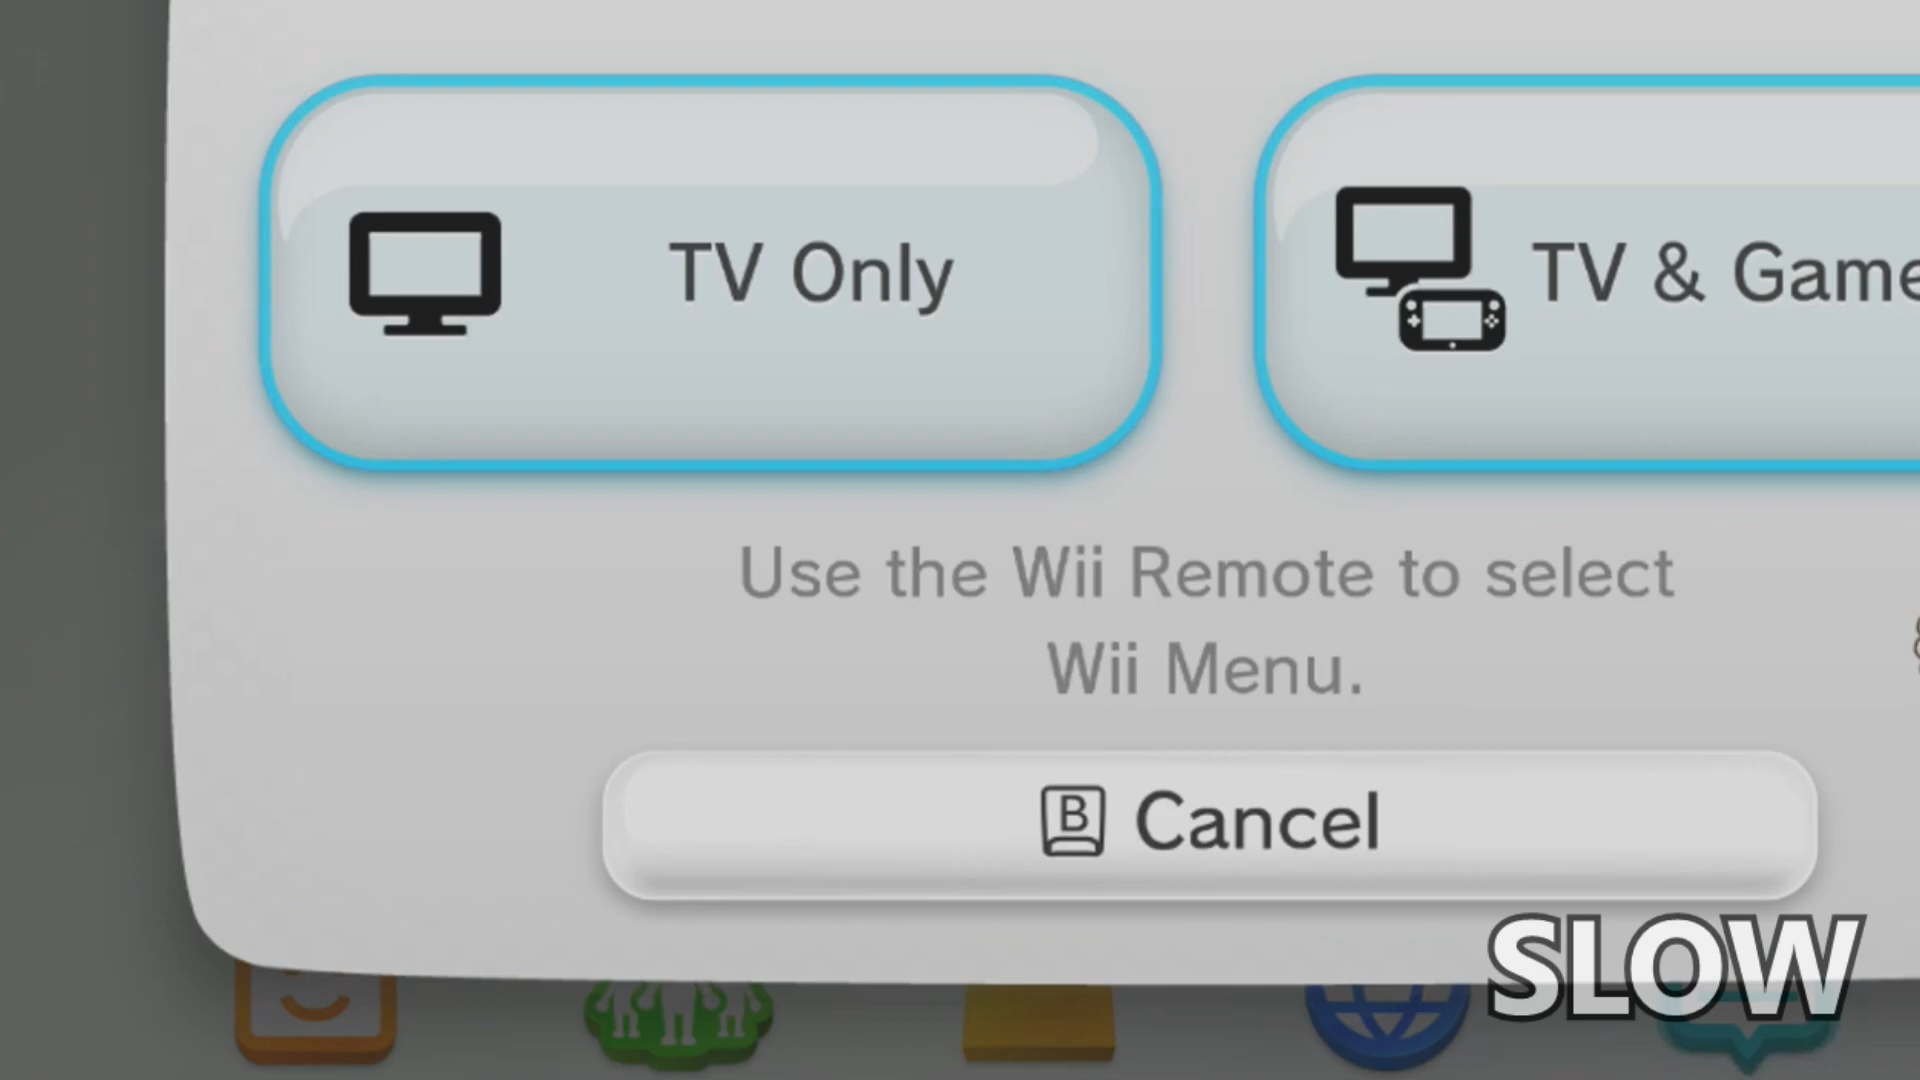 TV Only
TV & Game
Use the Wii Remote to select
Wii Menu.
B Cancel
SLOW